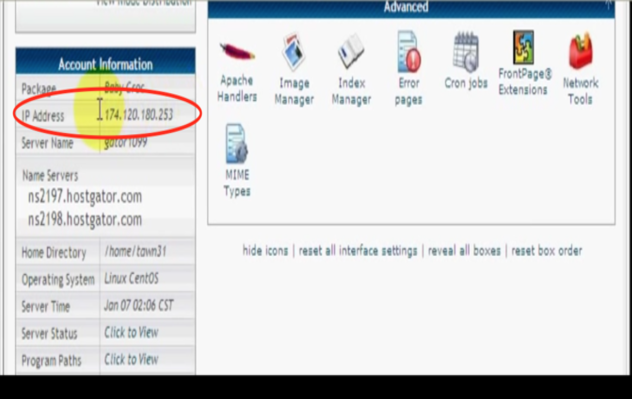 Advanced
Account Information
Package Baby Croc
IP Address 174.120.180.253
Server Name gator1099
Name Servers
ns2197.hostgator.com
ns2198.hostgator.com
Home Directory /home/tawn31
Operating System Linux CentOS
Server Time Jan 07 02:06 CST
Server Status Click to View
Program Paths Click to View
Apache
Handlers
Image
Manager
Index
Manager
Error
pages
Cron jobs
FrontPage®
Extensions
Network
Tools
MIME
Types
hide icons | reset all interface settings | reveal all boxes | reset box order